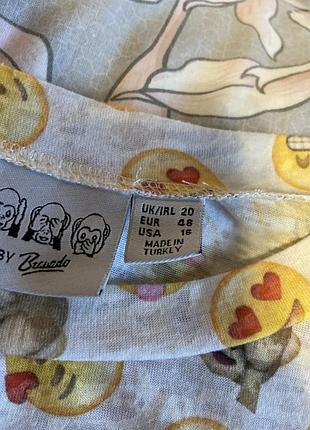 BY Bravado
UK/IRL 20
EUR 48
USA 16
MADE IN
TURKEY